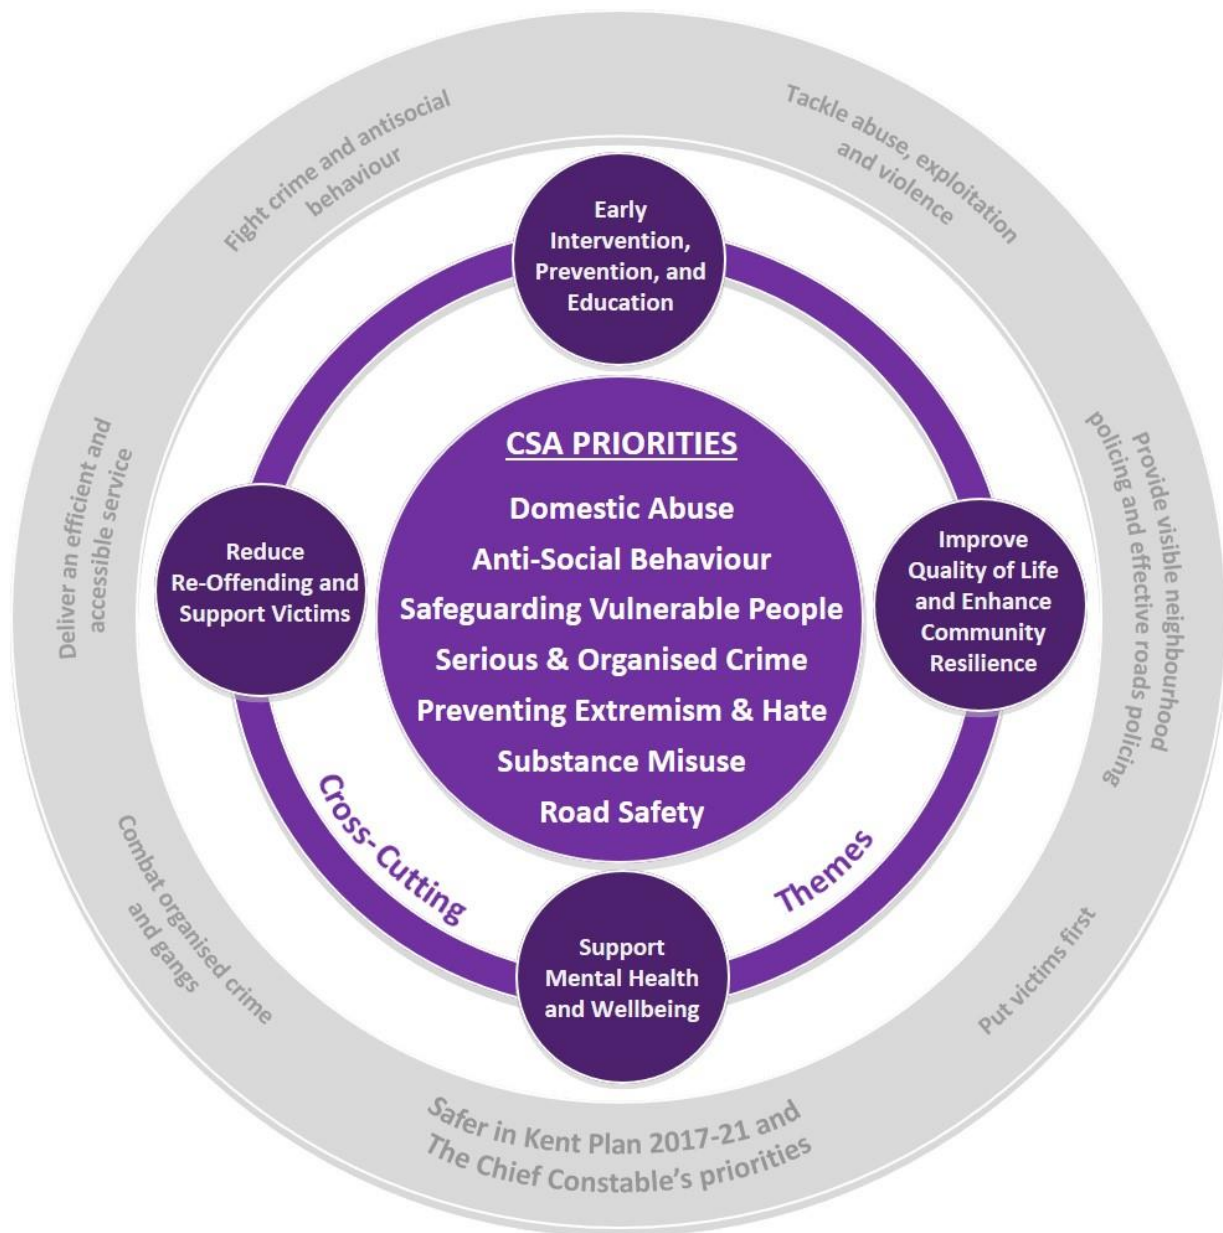 Fight crime and antisocial
behaviour
Tackle abuse, exploitation
and violence
Early
Intervention,
Prevention, and
Education
CSA PRIORITIES
Domestic Abuse
Anti-Social Behaviour
Safeguarding Vulnerable People
Serious & Organised Crime
Preventing Extremism & Hate
Substance Misuse
Road Safety
Deliver an efficient and
accessible service
Reduce
Re-Offending and
Support Victims
Improve
Quality of Life
and Enhance
Community
Resilience
Provide visible neighbourhood
policing and effective roads policing
Cross-Cutting
Themes
Combat organised crime
and gangs
Support
Mental Health
and Wellbeing
Put victims first
Safer in Kent Plan 2017-21 and
The Chief Constable's priorities